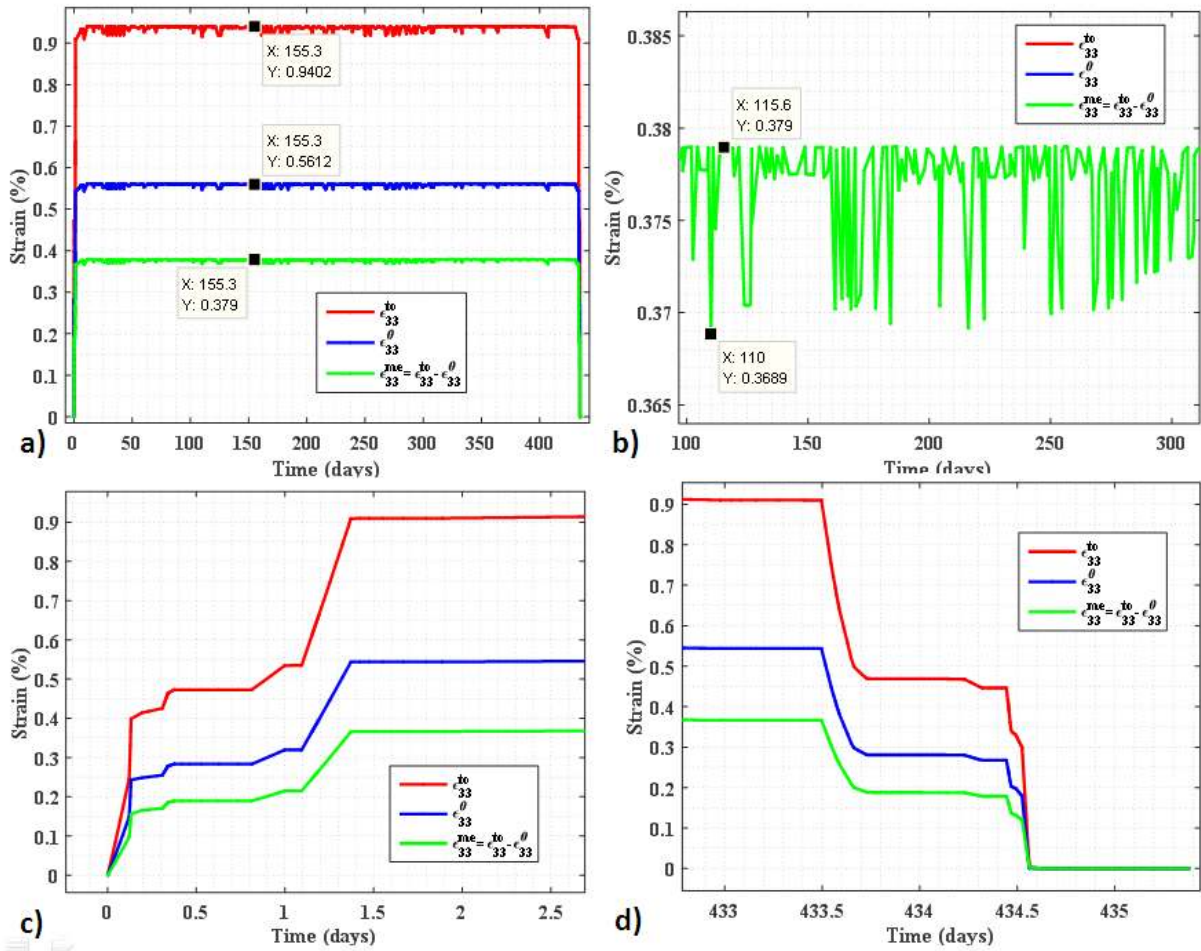 0.9
0.8
0.7
0.6
0.5
0.4
0.3
0.2
0.1
0
Strain (%)
X: 155.3
Y: 0.9402
X: 155.3
Y: 0.5612
X: 155.3
Y: 0.379
ϵ₃₃ᵗᵒ
ϵ₃₃ᶿ
ϵ₃₃ᵐᵉ = ϵ₃₃ᵗᵒ - ϵ₃₃ᶿ
0 50 100 150 200 250 300 350 400
Time (days)
a)
0.385
0.38
0.375
0.37
0.365
Strain (%)
ϵ₃₃ᵗᵒ
ϵ₃₃ᶿ
ϵ₃₃ᵐᵉ = ϵ₃₃ᵗᵒ - ϵ₃₃ᶿ
X: 115.6
Y: 0.379
X: 110
Y: 0.3689
100 150 200 250 300
Time (days)
b)
0.9
0.8
0.7
0.6
0.5
0.4
0.3
0.2
0.1
0
Strain (%)
ϵ₃₃ᵗᵒ
ϵ₃₃ᶿ
ϵ₃₃ᵐᵉ = ϵ₃₃ᵗᵒ - ϵ₃₃ᶿ
0 0.5 1 1.5 2 2.5
Time (days)
c)
0.9
0.8
0.7
0.6
0.5
0.4
0.3
0.2
0.1
0
Strain (%)
ϵ₃₃ᵗᵒ
ϵ₃₃ᶿ
ϵ₃₃ᵐᵉ = ϵ₃₃ᵗᵒ - ϵ₃₃ᶿ
433 433.5 434 434.5 435
Time (days)
d)